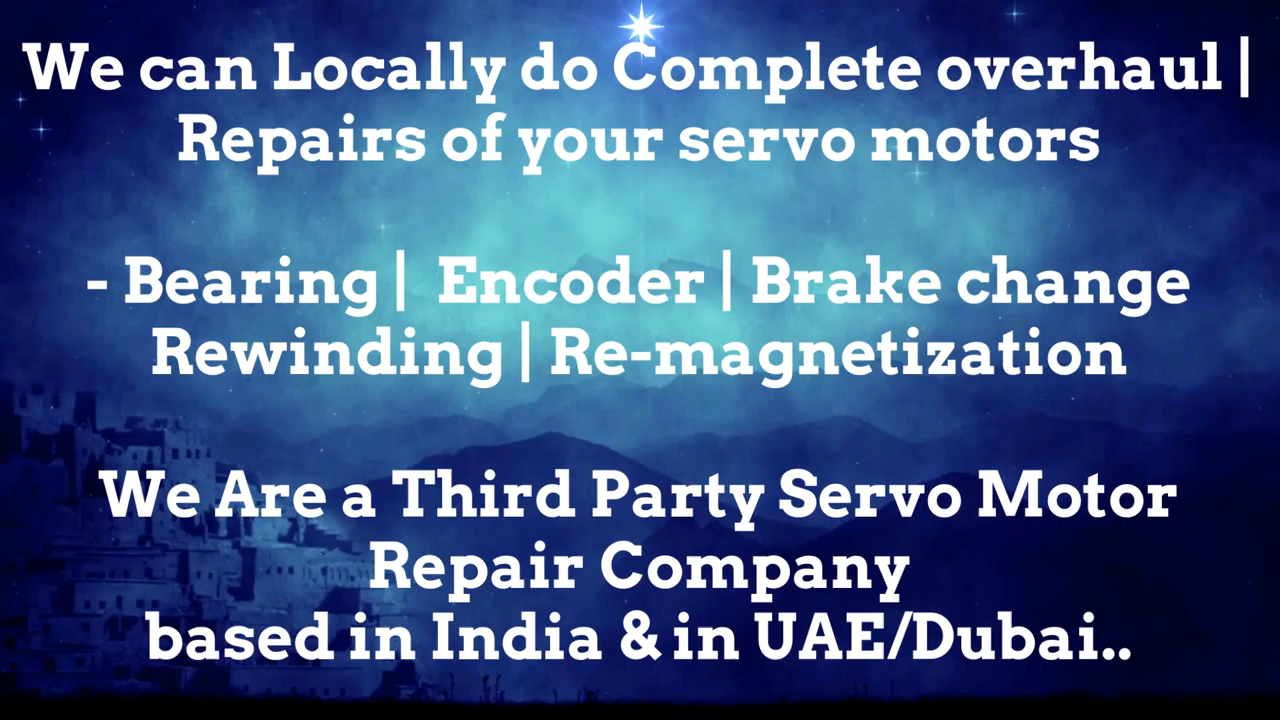 We can Locally do Complete overhaul |
Repairs of your servo motors
- Bearing | Encoder | Brake change
Rewinding | Re-magnetization
We Are a Third Party Servo Motor
Repair Company
based in India & in UAE/Dubai..